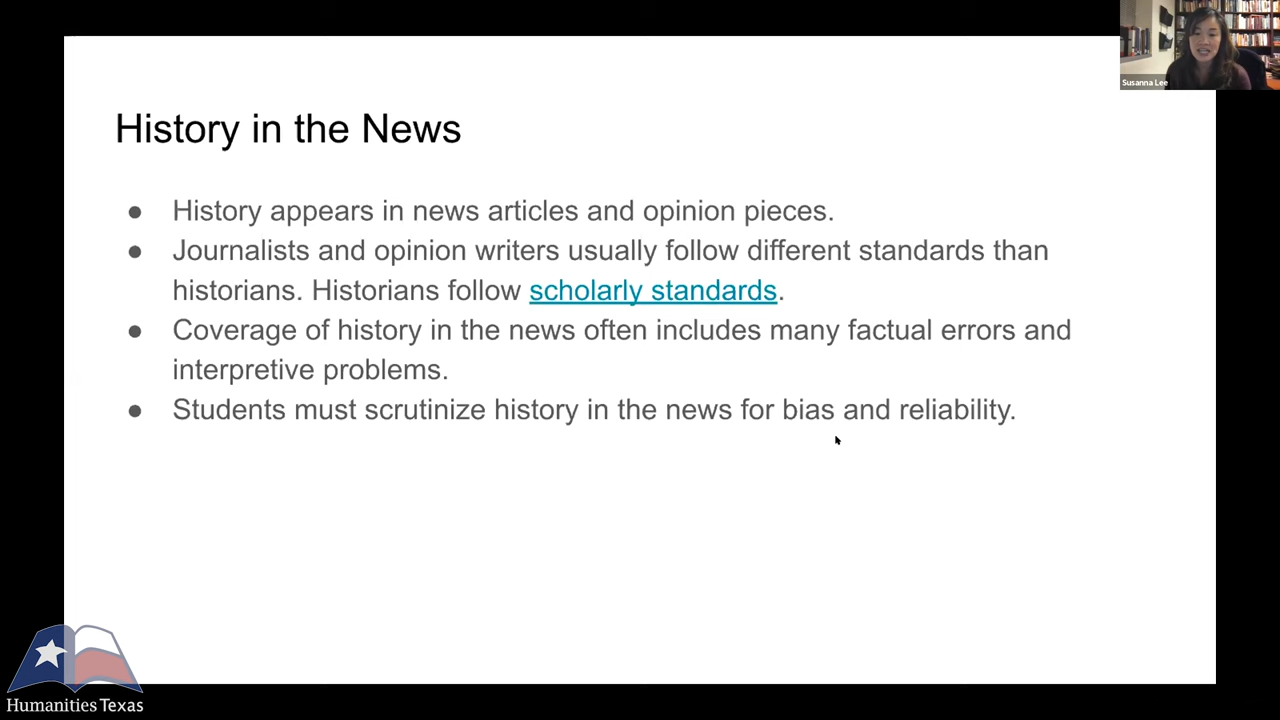 Susanna Lee
History in the News
● History appears in news articles and opinion pieces.
● Journalists and opinion writers usually follow different standards than
historians. Historians follow scholarly standards.
● Coverage of history in the news often includes many factual errors and
interpretive problems.
● Students must scrutinize history in the news for bias and reliability.
Humanities Texas